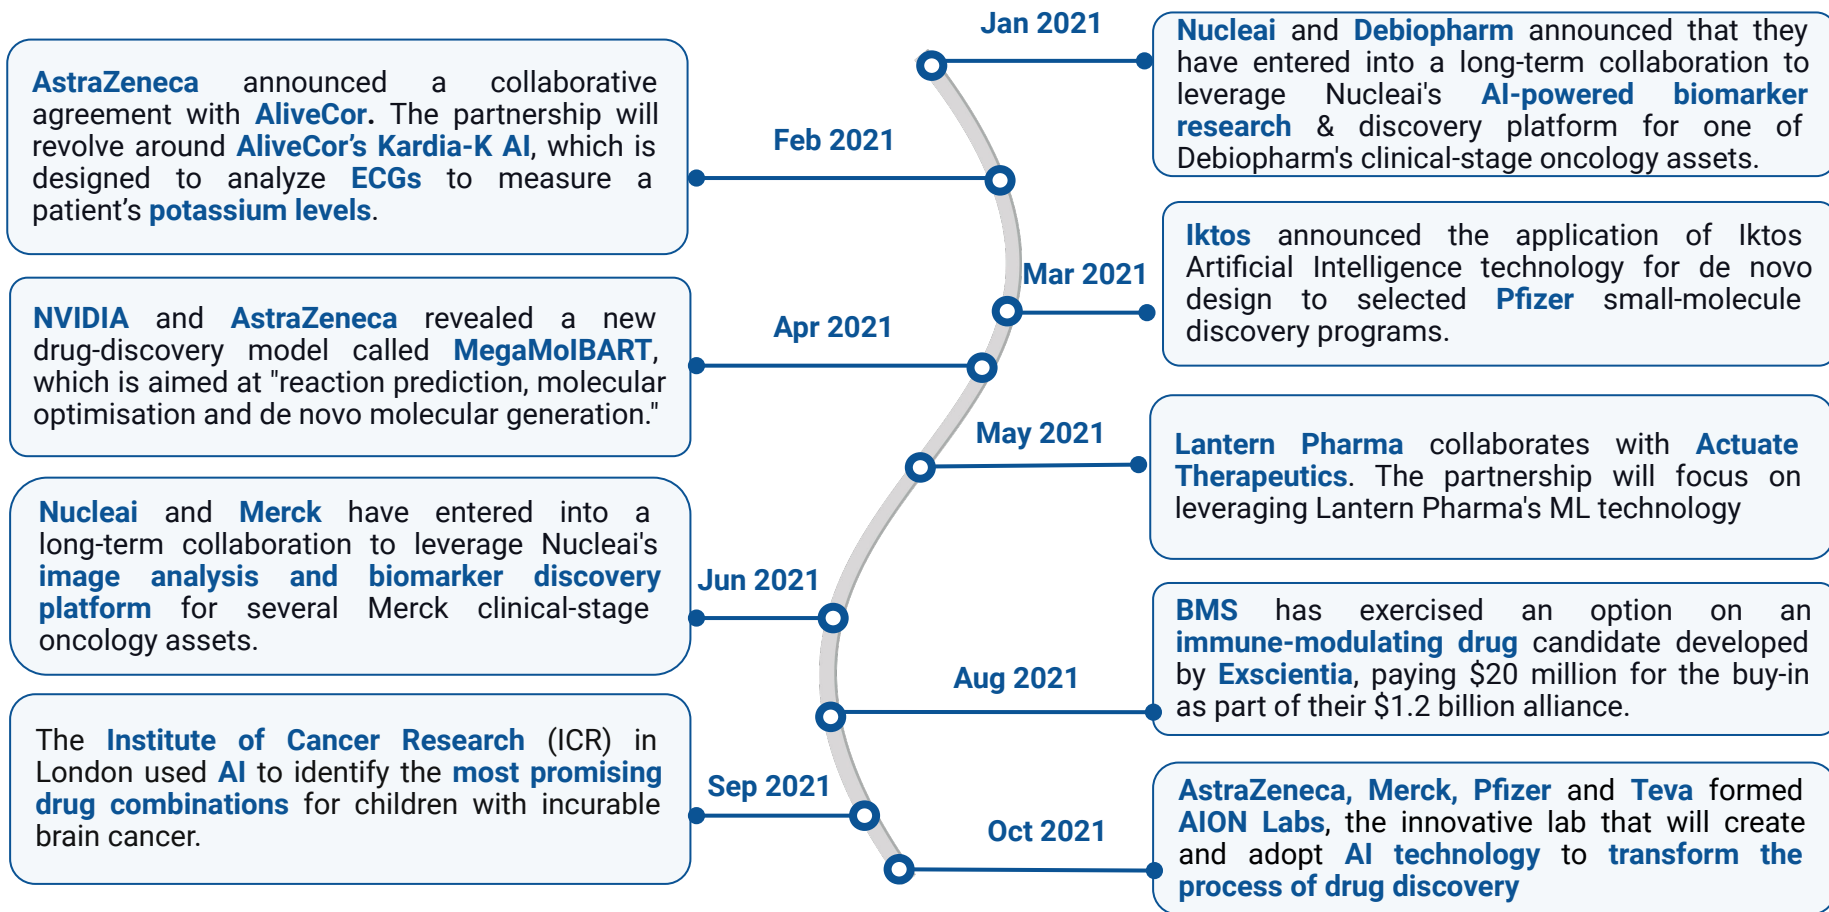 Jan 2021
Nucleai and Debiopharm announced that they
have entered into a long-term collaboration to
leverage Nucleai's AI-powered biomarker
research & discovery platform for one of
Debiopharm's clinical-stage oncology assets.
Feb 2021
AstraZeneca announced a collaborative
agreement with AliveCor. The partnership will
revolve around AliveCor’s Kardia-K AI, which is
designed to analyze ECGs to measure a
patient’s potassium levels.
Mar 2021
Iktos announced the application of Iktos
Artificial Intelligence technology for de novo
design to selected Pfizer small-molecule
discovery programs.
Apr 2021
NVIDIA and AstraZeneca revealed a new
drug-discovery model called MegaMolBART,
which is aimed at "reaction prediction, molecular
optimisation and de novo molecular generation."
May 2021
Lantern Pharma collaborates with Actuate
Therapeutics. The partnership will focus on
leveraging Lantern Pharma's ML technology
Jun 2021
Nucleai and Merck have entered into a
long-term collaboration to leverage Nucleai's
image analysis and biomarker discovery
platform for several Merck clinical-stage
oncology assets.
Aug 2021
BMS has exercised an option on an
immune-modulating drug candidate developed
by Exscientia, paying $20 million for the buy-in
as part of their $1.2 billion alliance.
Sep 2021
The Institute of Cancer Research (ICR) in
London used AI to identify the most promising
drug combinations for children with incurable
brain cancer.
Oct 2021
AstraZeneca, Merck, Pfizer and Teva formed
AION Labs, the innovative lab that will create
and adopt AI technology to transform the
process of drug discovery